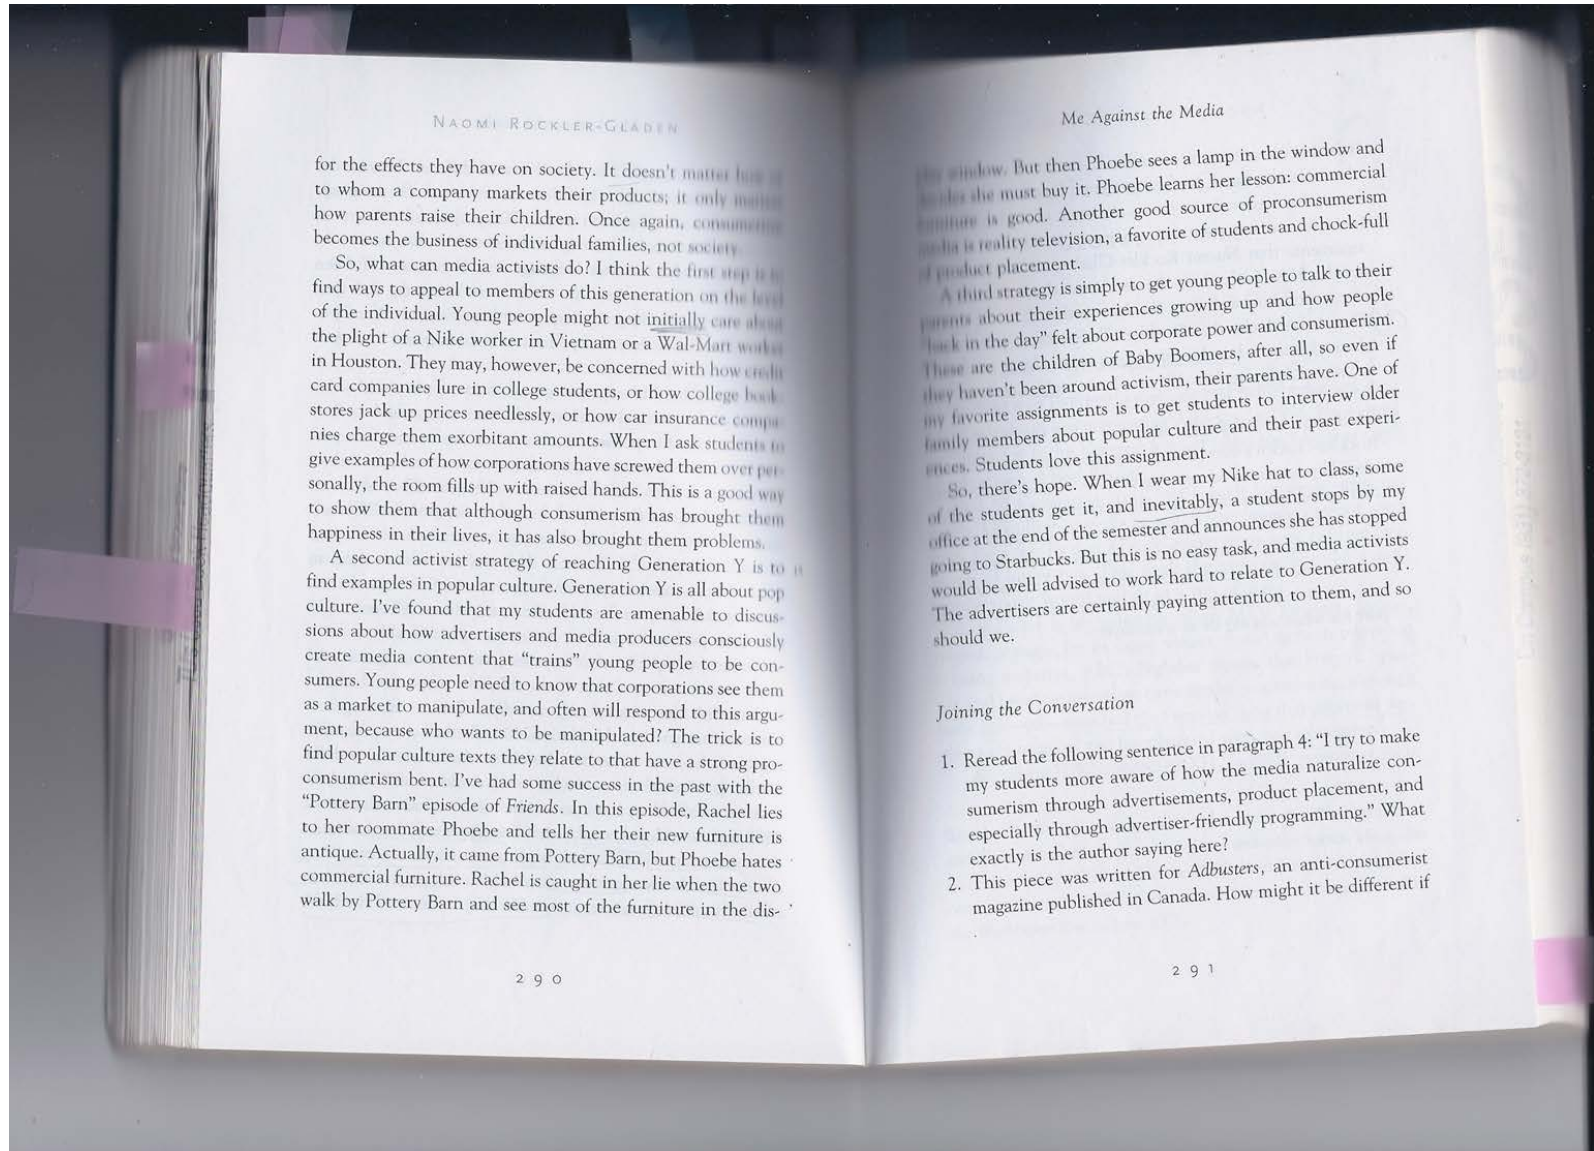 NAOMI ROCKLER-GLADEN
for the effects they have on society. It doesn't matter how or
to whom a company markets their products; it only matters
how parents raise their children. Once again, consumerism
becomes the business of individual families, not society.
So, what can media activists do? I think the first step is to
find ways to appeal to members of this generation on the level
of the individual. Young people might not initially care about
the plight of a Nike worker in Vietnam or a Wal-Mart worker
in Houston. They may, however, be concerned with how credit
card companies lure in college students, or how college book-
stores jack up prices needlessly, or how car insurance compa-
nies charge them exorbitant amounts. When I ask students to
give examples of how corporations have screwed them over per-
sonally, the room fills up with raised hands. This is a good way
to show them that although consumerism has brought them
happiness in their lives, it has also brought them problems.
A second activist strategy of reaching Generation Y is to
find examples in popular culture. Generation Y is all about pop
culture. I've found that my students are amenable to discus-
sions about how advertisers and media producers consciously
create media content that "trains" young people to be con-
sumers. Young people need to know that corporations see them
as a market to manipulate, and often will respond to this argu-
ment, because who wants to be manipulated? The trick is to
find popular culture texts they relate to that have a strong pro-
consumerism bent. I've had some success in the past with the
"Pottery Barn" episode of Friends. In this episode, Rachel lies
to her roommate Phoebe and tells her their new furniture is
antique. Actually, it came from Pottery Barn, but Phoebe hates
commercial furniture. Rachel is caught in her lie when the two
walk by Pottery Barn and see most of the furniture in the dis-
290
Me Against the Media
window. But then Phoebe sees a lamp in the window and
she must buy it. Phoebe learns her lesson: commercial
furniture is good. Another good source of proconsumerism
media is reality television, a favorite of students and chock-full
of product placement.
A third strategy is simply to get young people to talk to their
parents about their experiences growing up and how people
"back in the day" felt about corporate power and consumerism.
These are the children of Baby Boomers, after all, so even if
they haven't been around activism, their parents have. One of
my favorite assignments is to get students to interview older
family members about popular culture and their past experi-
ences. Students love this assignment.
So, there's hope. When I wear my Nike hat to class, some
of the students get it, and inevitably, a student stops by my
office at the end of the semester and announces she has stopped
going to Starbucks. But this is no easy task, and media activists
would be well advised to work hard to relate to Generation Y.
The advertisers are certainly paying attention to them, and so
should we.
Joining the Conversation
1. Reread the following sentence in paragraph 4: "I try to make
my students more aware of how the media naturalize con-
sumerism through advertisements, product placement, and
especially through advertiser-friendly programming." What
exactly is the author saying here?
2. This piece was written for Adbusters, an anti-consumerist
magazine published in Canada. How might it be different if
291